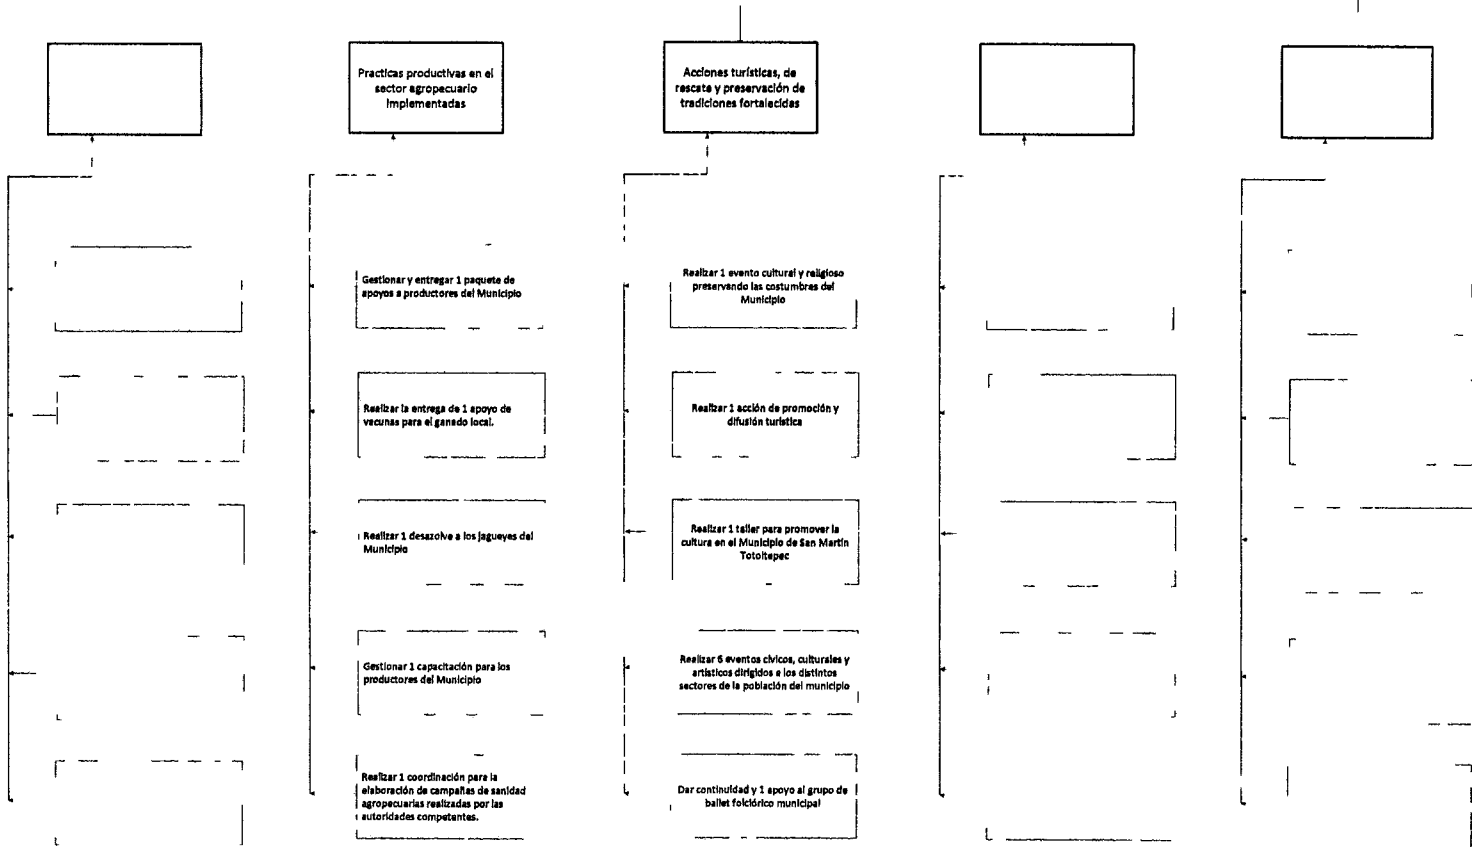 Practicas productivas en el
sector agropecuario
implementadas
Gestionar y entregar 1 paquete de
apoyos a productores del Municipio
Realizar la entrega de 1 apoyo de
vacunas para el ganado local.
Realizar 1 desazolve a los jagueyes del
Municipio
Gestionar 1 capacitación para los
productores del Municipio
Realizar 1 coordinación para la
elaboración de campañas de sanidad
agropecuarias realizadas por las
autoridades competentes.
Acciones turísticas, de
rescate y preservación de
tradiciones fortalecidas
Realizar 1 evento cultural y religioso
preservando las costumbres del
Municipio
Realizar 1 acción de promoción y
difusión turística
Realizar 1 taller para promover la
cultura en el Municipio de San Martín
Totoltepec
Realizar 6 eventos cívicos, culturales y
artísticos dirigidos a los distintos
sectores de la población del municipio
Dar continuidad y 1 apoyo al grupo de
ballet folclórico municipal